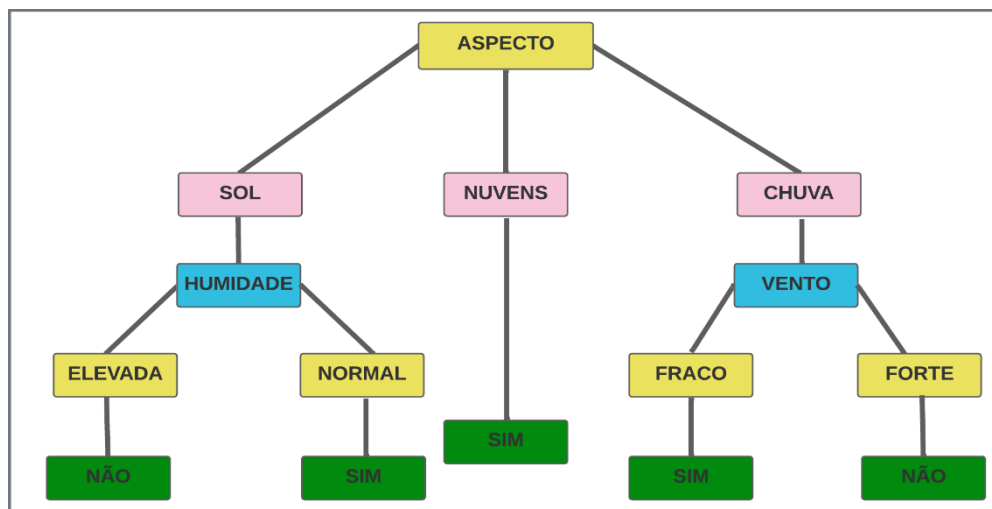 ASPECTO
SOL
NUVENS
CHUVA
HUMIDADE
VENTO
ELEVADA
NORMAL
FRACO
FORTE
SIM
NÃO
SIM
SIM
NÃO